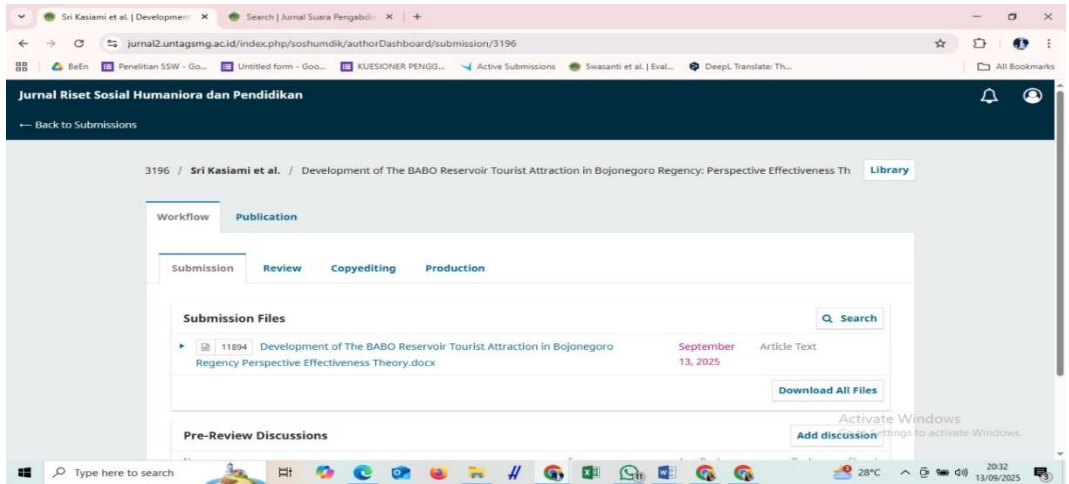 Sri Kasiami et al. | Development
Search | Jurnal Suara Pengabdi
jurnal2.untagsmg.ac.id/index.php/soshumdik/authorDashboard/submission/3196
BeEn
Penelitian SSW - Go...
Untitled form - Goo...
KUESIONER PENGG...
Active Submissions
Swasanti et al. | Eval...
DeepL Translate: Th...
All Bookmarks
Jurnal Riset Sosial Humaniora dan Pendidikan
← Back to Submissions
3196 / Sri Kasiami et al. / Development of The BABO Reservoir Tourist Attraction in Bojonegoro Regency: Perspective Effectiveness Th
Library
Workflow
Publication
Submission
Review
Copyediting
Production
Submission Files
Search
11894 Development of The BABO Reservoir Tourist Attraction in Bojonegoro
Regency Perspective Effectiveness Theory.docx
September
13, 2025
Article Text
Download All Files
Activate Windows
Pre-Review Discussions
Add discussion
Settings to activate Windows.
Type here to search
28°C
20:32
13/09/2025